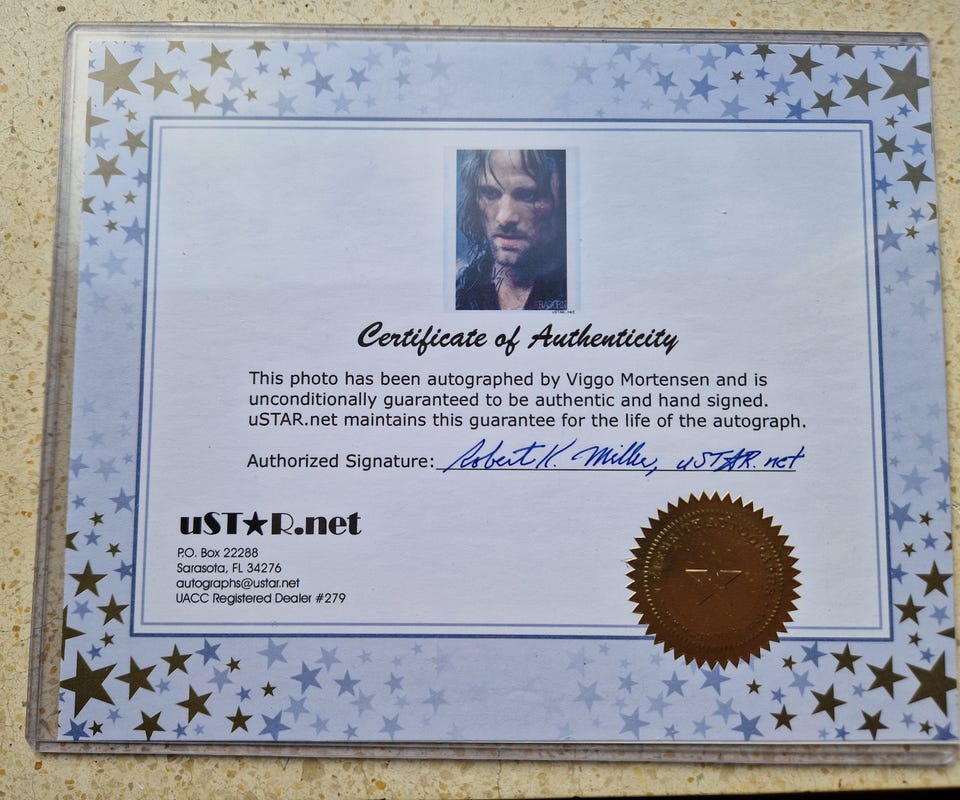 uSTAR.net
Certificate of Authenticity
This photo has been autographed by Viggo Mortensen and is
unconditionally guaranteed to be authentic and hand signed.
uSTAR.net maintains this guarantee for the life of the autograph.
Authorized Signature: Robert K. Miller, uSTAR.net
uST★R.net
P.O. Box 22288
Sarasota, FL 34276
autographs@ustar.net
UACC Registered Dealer #279